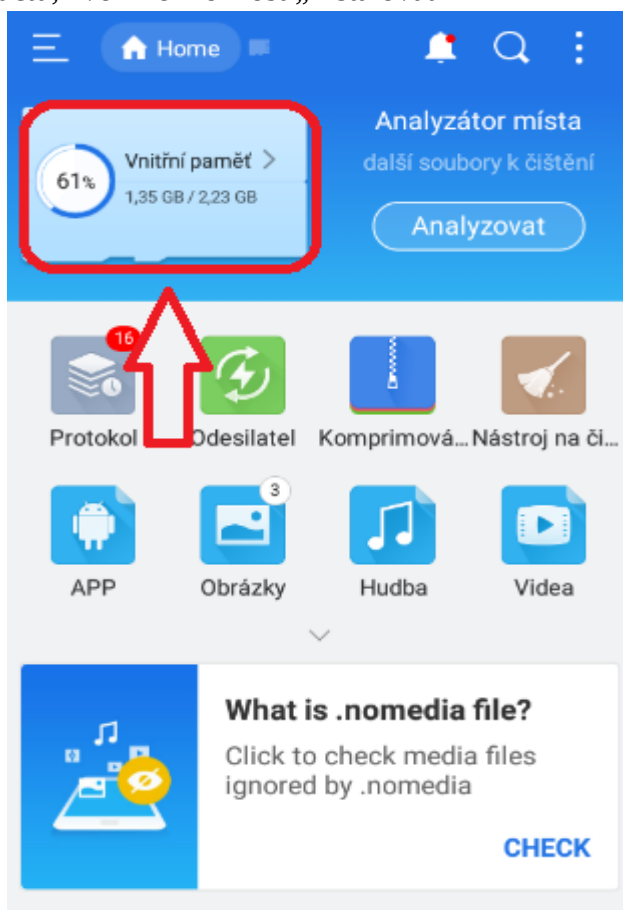 Home
Vnitřní paměť >
61%
1,35 GB / 2,23 GB
Analyzátor místa
další soubory k čištění
Analyzovat
16
Protokol
Odesilatel
Komprimová...
Nástroj na či...
3
APP
Obrázky
Hudba
Videa
What is .nomedia file?
Click to check media files
ignored by .nomedia
CHECK